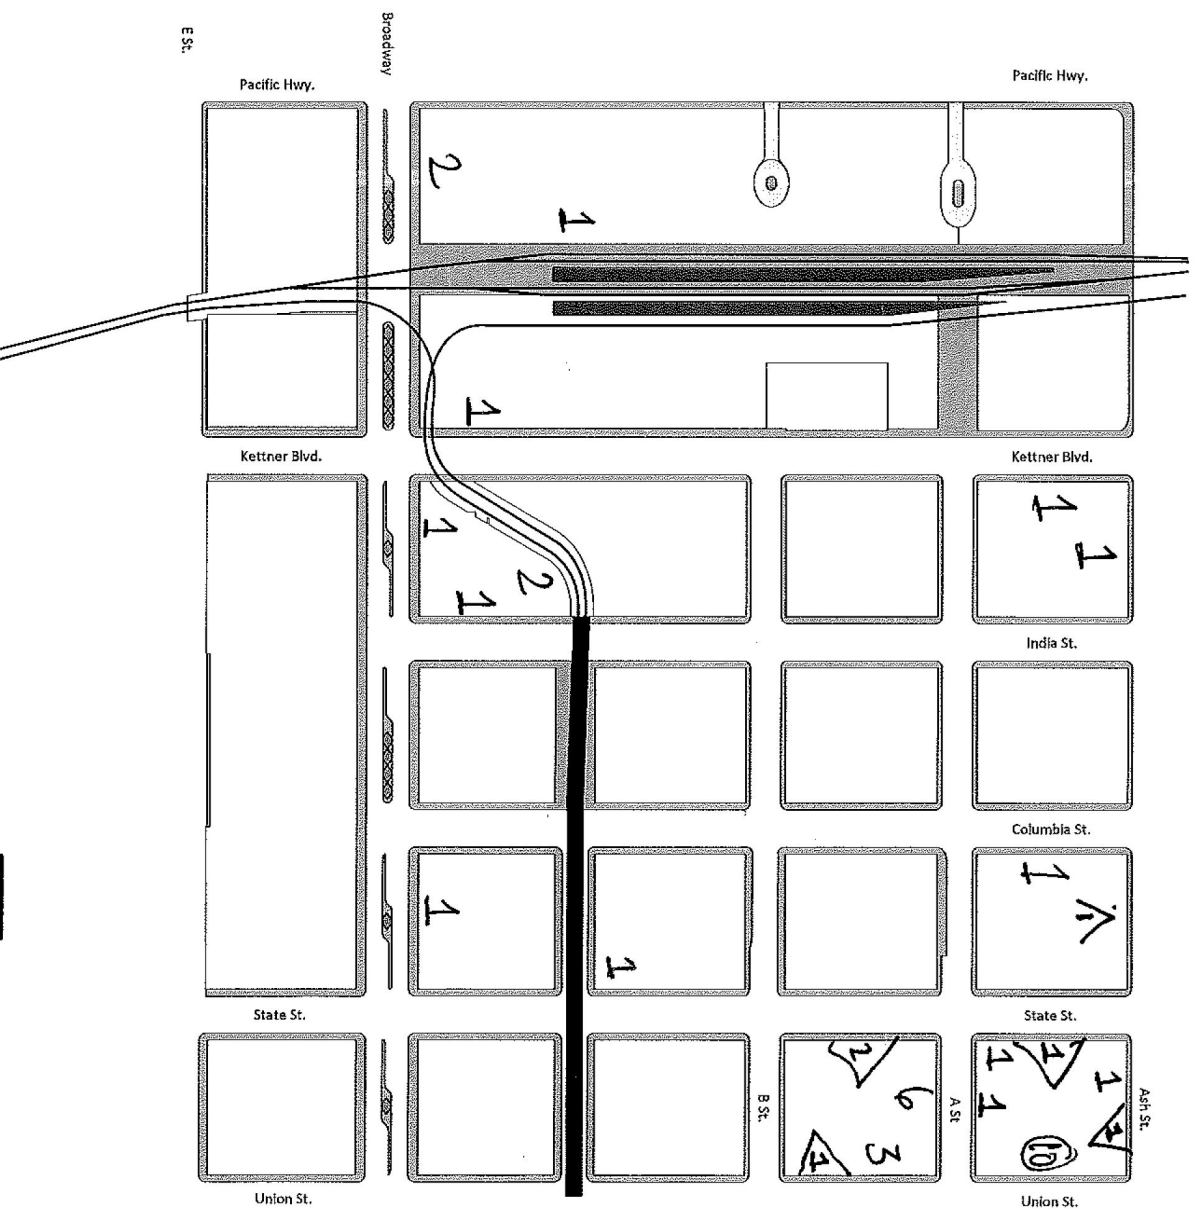 E St.
Broadway
Pacific Hwy.
Pacific Hwy.
2
1
1
Kettner Blvd.
Kettner Blvd.
1
1
1
2
1
India St.
Columbia St.
1
1
1
1
State St.
State St.
2
6
3
1
B St.
A St
1
1
1
1
1
10
Ash St.
Union St.
Union St.